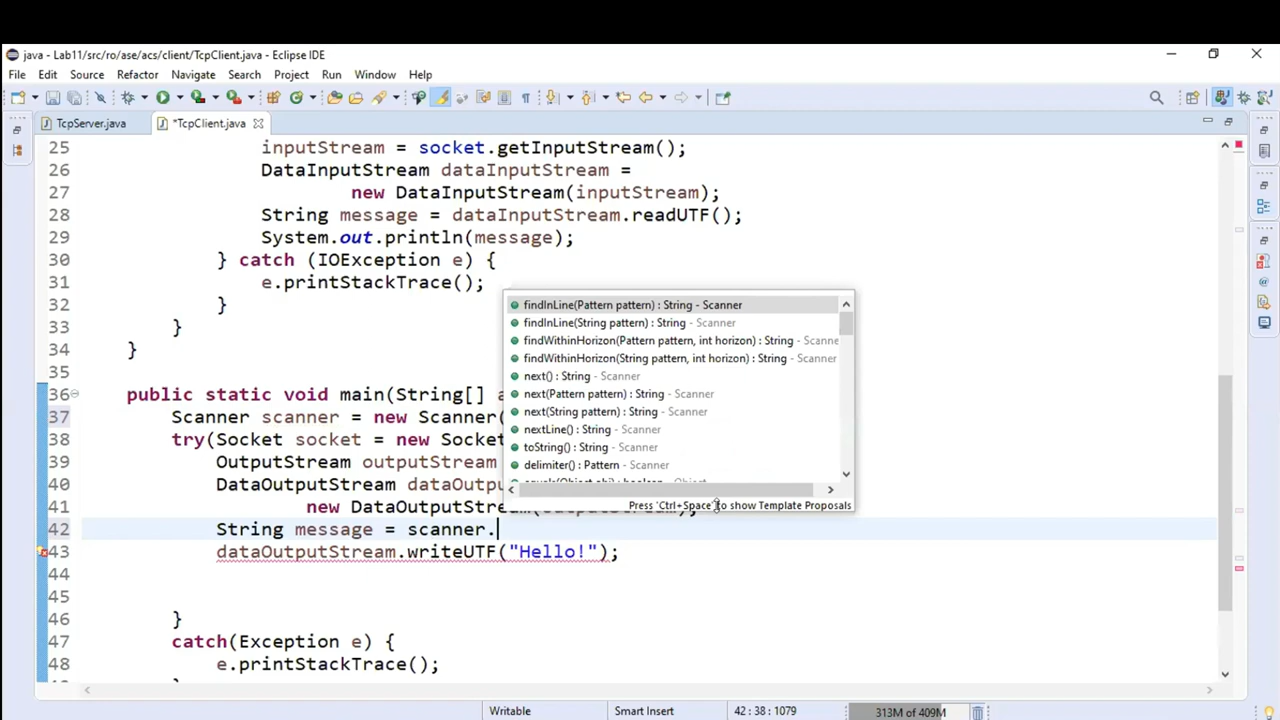 java - Lab11/src/ro/ase/acs/client/TcpClient.java - Eclipse IDE
File Edit Source Refactor Navigate Search Project Run Window Help
TcpServer.java *TcpClient.java
25 inputStream = socket.getInputStream();
26 DataInputStream dataInputStream =
27 new DataInputStream(inputStream);
28 String message = dataInputStream.readUTF();
29 System.out.println(message);
30 } catch (IOException e) {
31 e.printStackTrace();
32 }
33 }
34 }
35
36 public static void main(String[] a
37 Scanner scanner = new Scanner(
38 try(Socket socket = new Socket
39 OutputStream outputStream
40 DataOutputStream dataOutp
41 new DataOutputStream(outputStream);
42 String message = scanner.
43 dataOutputStream.writeUTF("Hello!");
44
45
46 }
47 catch(Exception e) {
48 e.printStackTrace();
findInLine(Pattern pattern) : String - Scanner
findInLine(String pattern) : String - Scanner
findWithinHorizon(Pattern pattern, int horizon) : String - Scanne
findWithinHorizon(String pattern, int horizon) : String - Scanner
next() : String - Scanner
next(Pattern pattern) : String - Scanner
next(String pattern) : String - Scanner
nextLine() : String - Scanner
toString() : String - Scanner
delimiter() : Pattern - Scanner
equals(Object obj) : boolean - Object
Press 'Ctrl+Space' to show Template Proposals
Writable Smart Insert 42 : 38 : 1079 313M of 409M